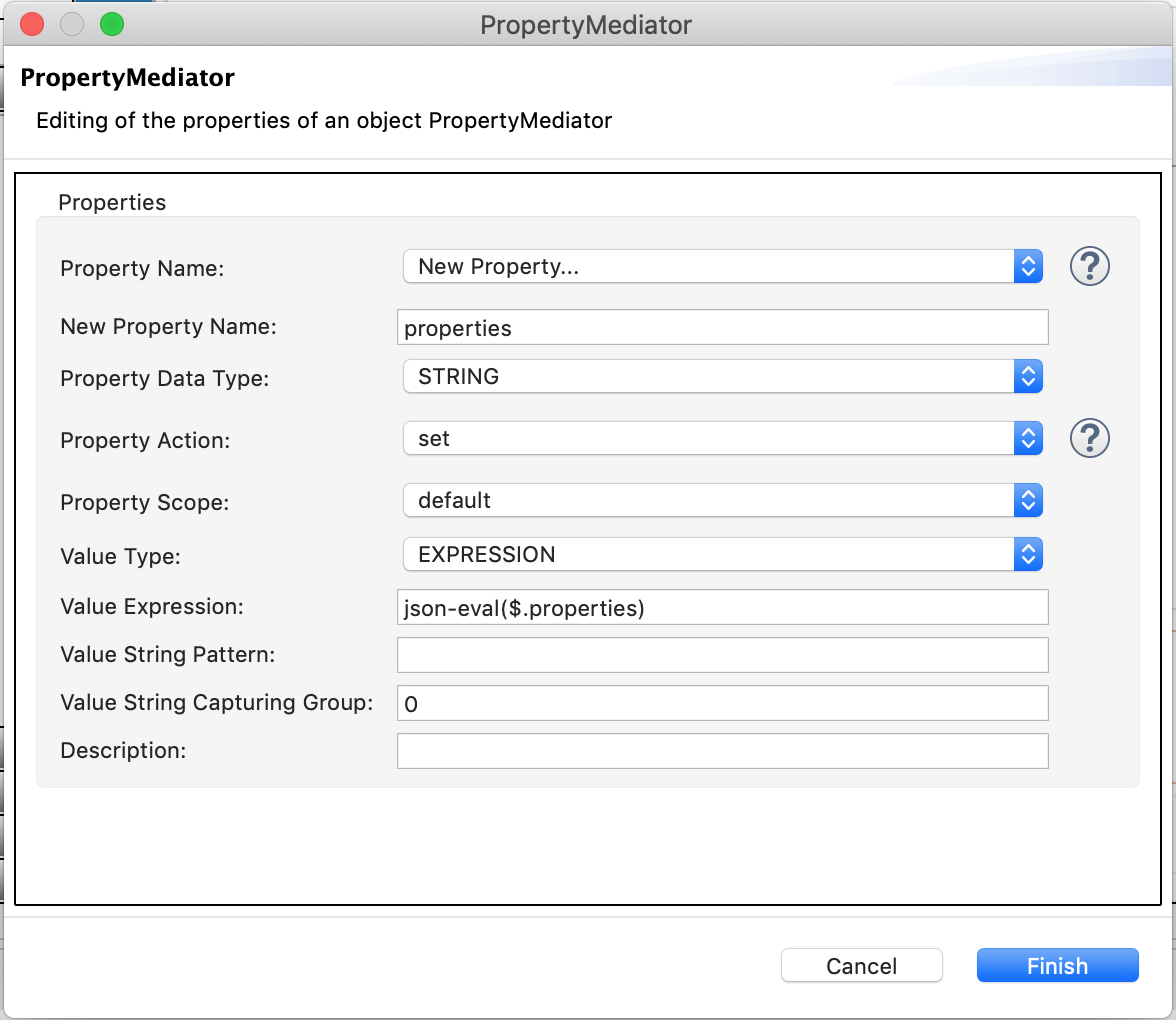 PropertyMediator
PropertyMediator
Editing of the properties of an object PropertyMediator
Properties
Property Name: New Property... ?
New Property Name: properties
Property Data Type: STRING
Property Action: set ?
Property Scope: default
Value Type: EXPRESSION
Value Expression: json-eval($.properties)
Value String Pattern:
Value String Capturing Group: 0
Description:
Cancel Finish